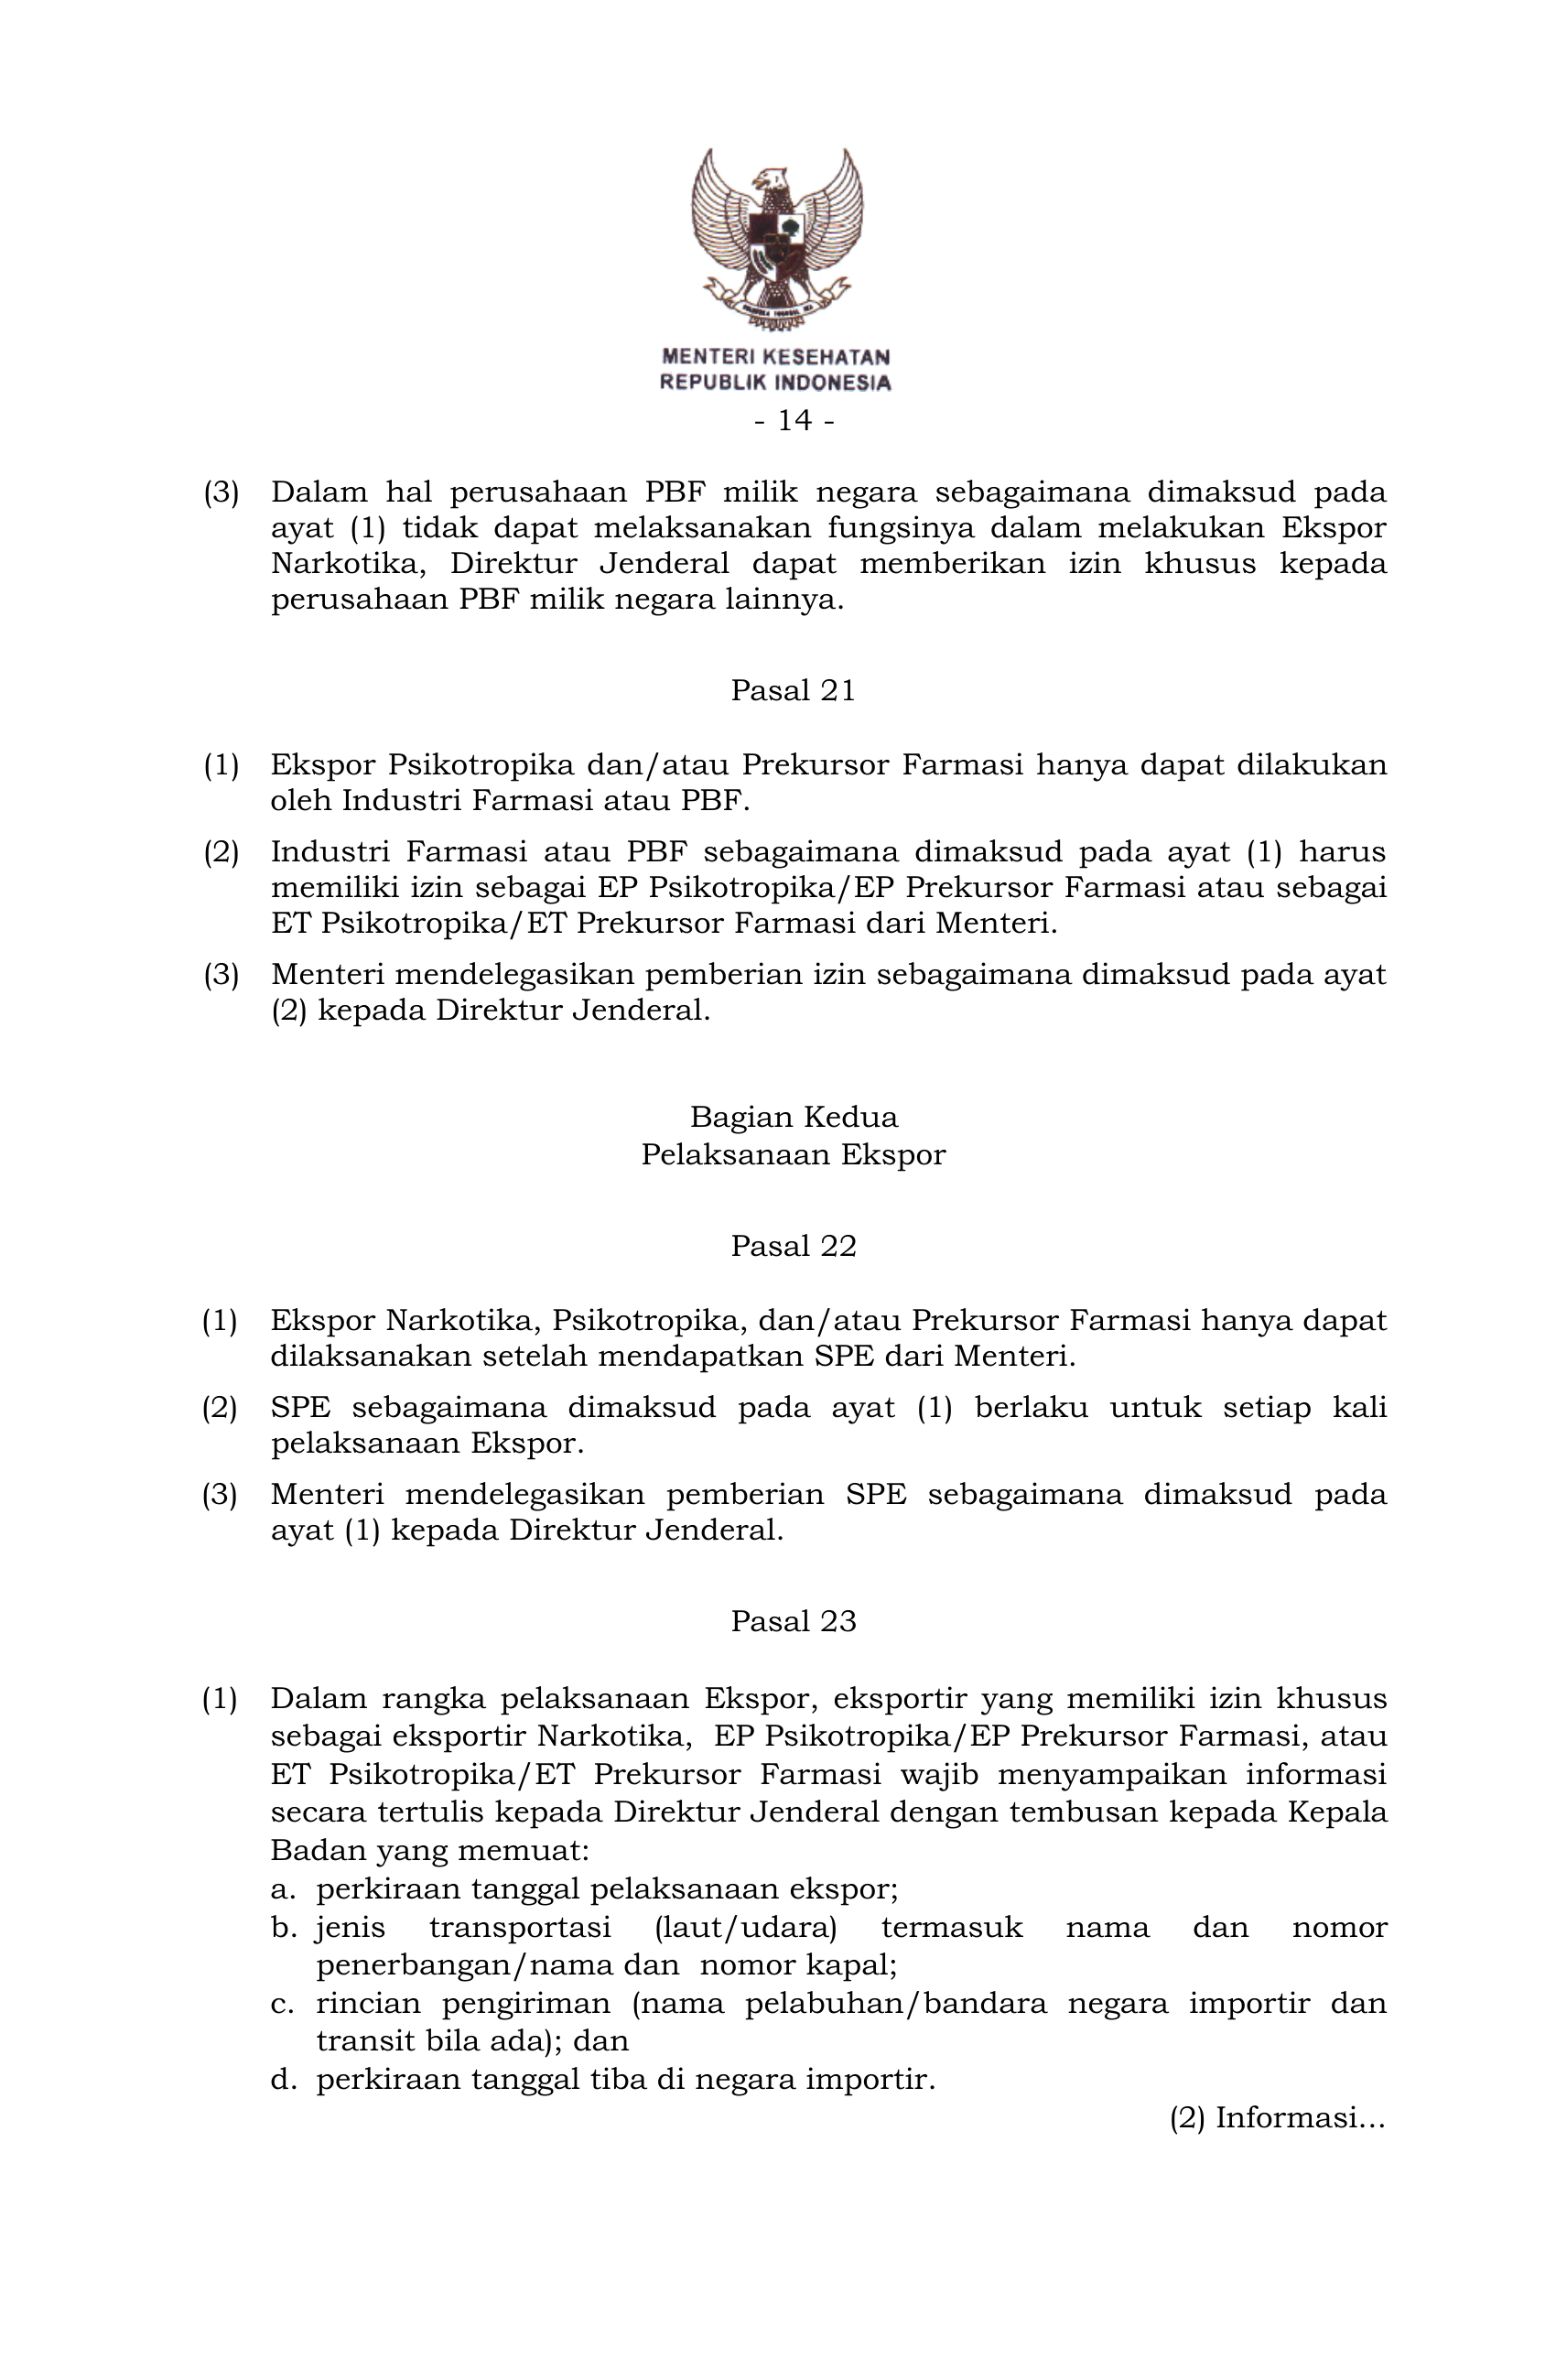 MENTERI KESEHATAN
REPUBLIK INDONESIA
- 14 -
(3) Dalam hal perusahaan PBF milik negara sebagaimana dimaksud pada
ayat (1) tidak dapat melaksanakan fungsinya dalam melakukan Ekspor
Narkotika, Direktur Jenderal dapat memberikan izin khusus kepada
perusahaan PBF milik negara lainnya.
Pasal 21
(1) Ekspor Psikotropika dan/atau Prekursor Farmasi hanya dapat dilakukan
oleh Industri Farmasi atau PBF.
(2) Industri Farmasi atau PBF sebagaimana dimaksud pada ayat (1) harus
memiliki izin sebagai EP Psikotropika/EP Prekursor Farmasi atau sebagai
ET Psikotropika/ET Prekursor Farmasi dari Menteri.
(3) Menteri mendelegasikan pemberian izin sebagaimana dimaksud pada ayat
(2) kepada Direktur Jenderal.
Bagian Kedua
Pelaksanaan Ekspor
Pasal 22
(1) Ekspor Narkotika, Psikotropika, dan/atau Prekursor Farmasi hanya dapat
dilaksanakan setelah mendapatkan SPE dari Menteri.
(2) SPE sebagaimana dimaksud pada ayat (1) berlaku untuk setiap kali
pelaksanaan Ekspor.
(3) Menteri mendelegasikan pemberian SPE sebagaimana dimaksud pada
ayat (1) kepada Direktur Jenderal.
Pasal 23
(1) Dalam rangka pelaksanaan Ekspor, eksportir yang memiliki izin khusus
sebagai eksportir Narkotika, EP Psikotropika/EP Prekursor Farmasi, atau
ET Psikotropika/ET Prekursor Farmasi wajib menyampaikan informasi
secara tertulis kepada Direktur Jenderal dengan tembusan kepada Kepala
Badan yang memuat:
a. perkiraan tanggal pelaksanaan ekspor;
b. jenis transportasi (laut/udara) termasuk nama dan nomor
penerbangan/nama dan nomor kapal;
c. rincian pengiriman (nama pelabuhan/bandara negara importir dan
transit bila ada); dan
d. perkiraan tanggal tiba di negara importir.
(2) Informasi...